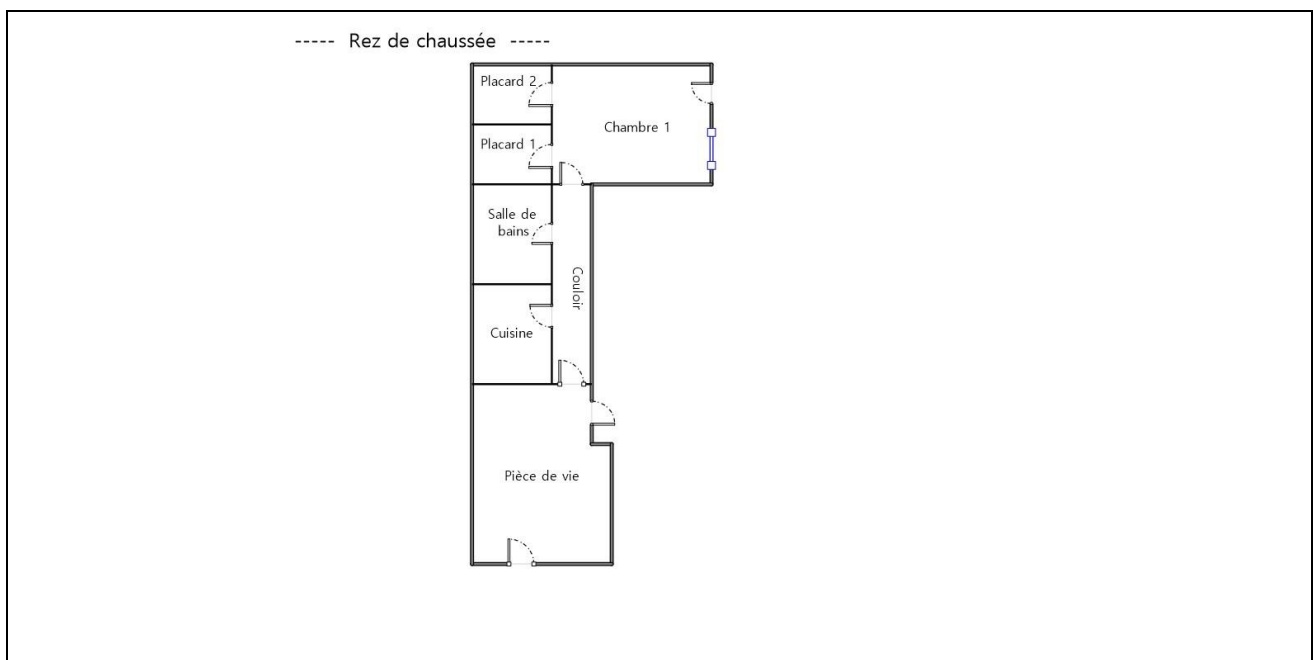 ----- Rez de chaussée -----
Placard 2
Chambre 1
Placard 1
Salle de
bains
Couloir
Cuisine
Pièce de vie